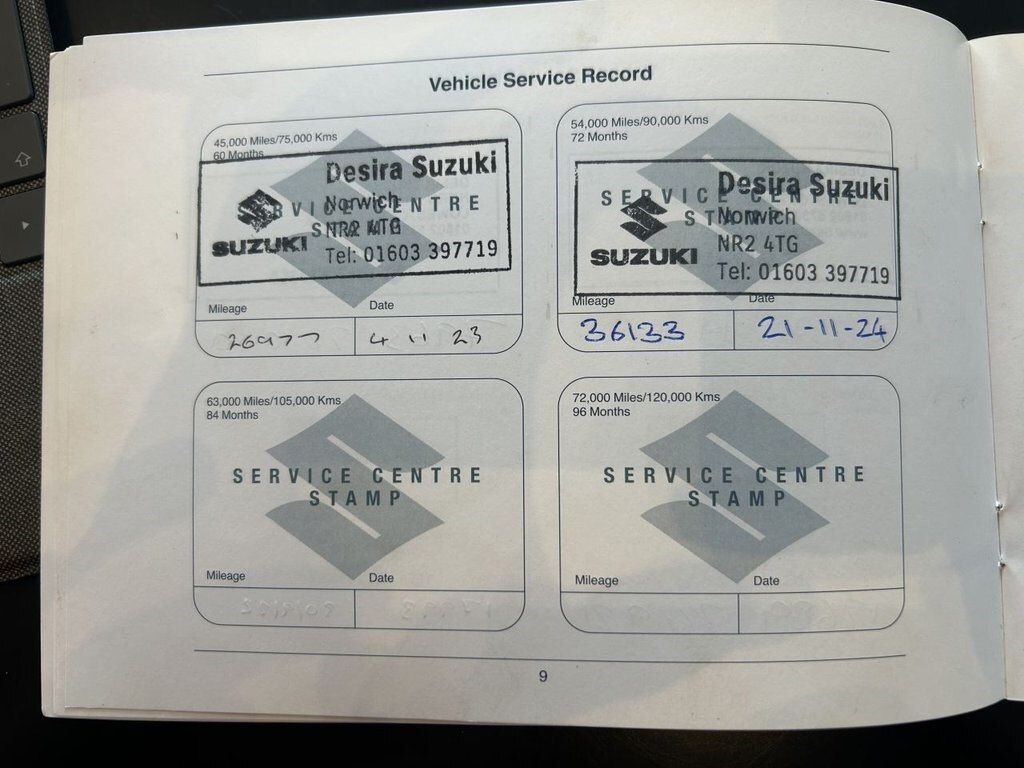 Vehicle Service Record
45,000 Miles/75,000 Kms
60 Months
SERVICE CENTRE
STAMP
Desira Suzuki
Norwich
NR2 4TG
Tel: 01603 397719
SUZUKI
Mileage
Date
26977
4 11 23
54,000 Miles/90,000 Kms
72 Months
SERVICE CENTRE
STAMP
Desira Suzuki
Norwich
NR2 4TG
Tel: 01603 397719
SUZUKI
Mileage
Date
36133
21-11-24
63,000 Miles/105,000 Kms
84 Months
SERVICE CENTRE
STAMP
Mileage
Date
72,000 Miles/120,000 Kms
96 Months
SERVICE CENTRE
STAMP
Mileage
Date
9